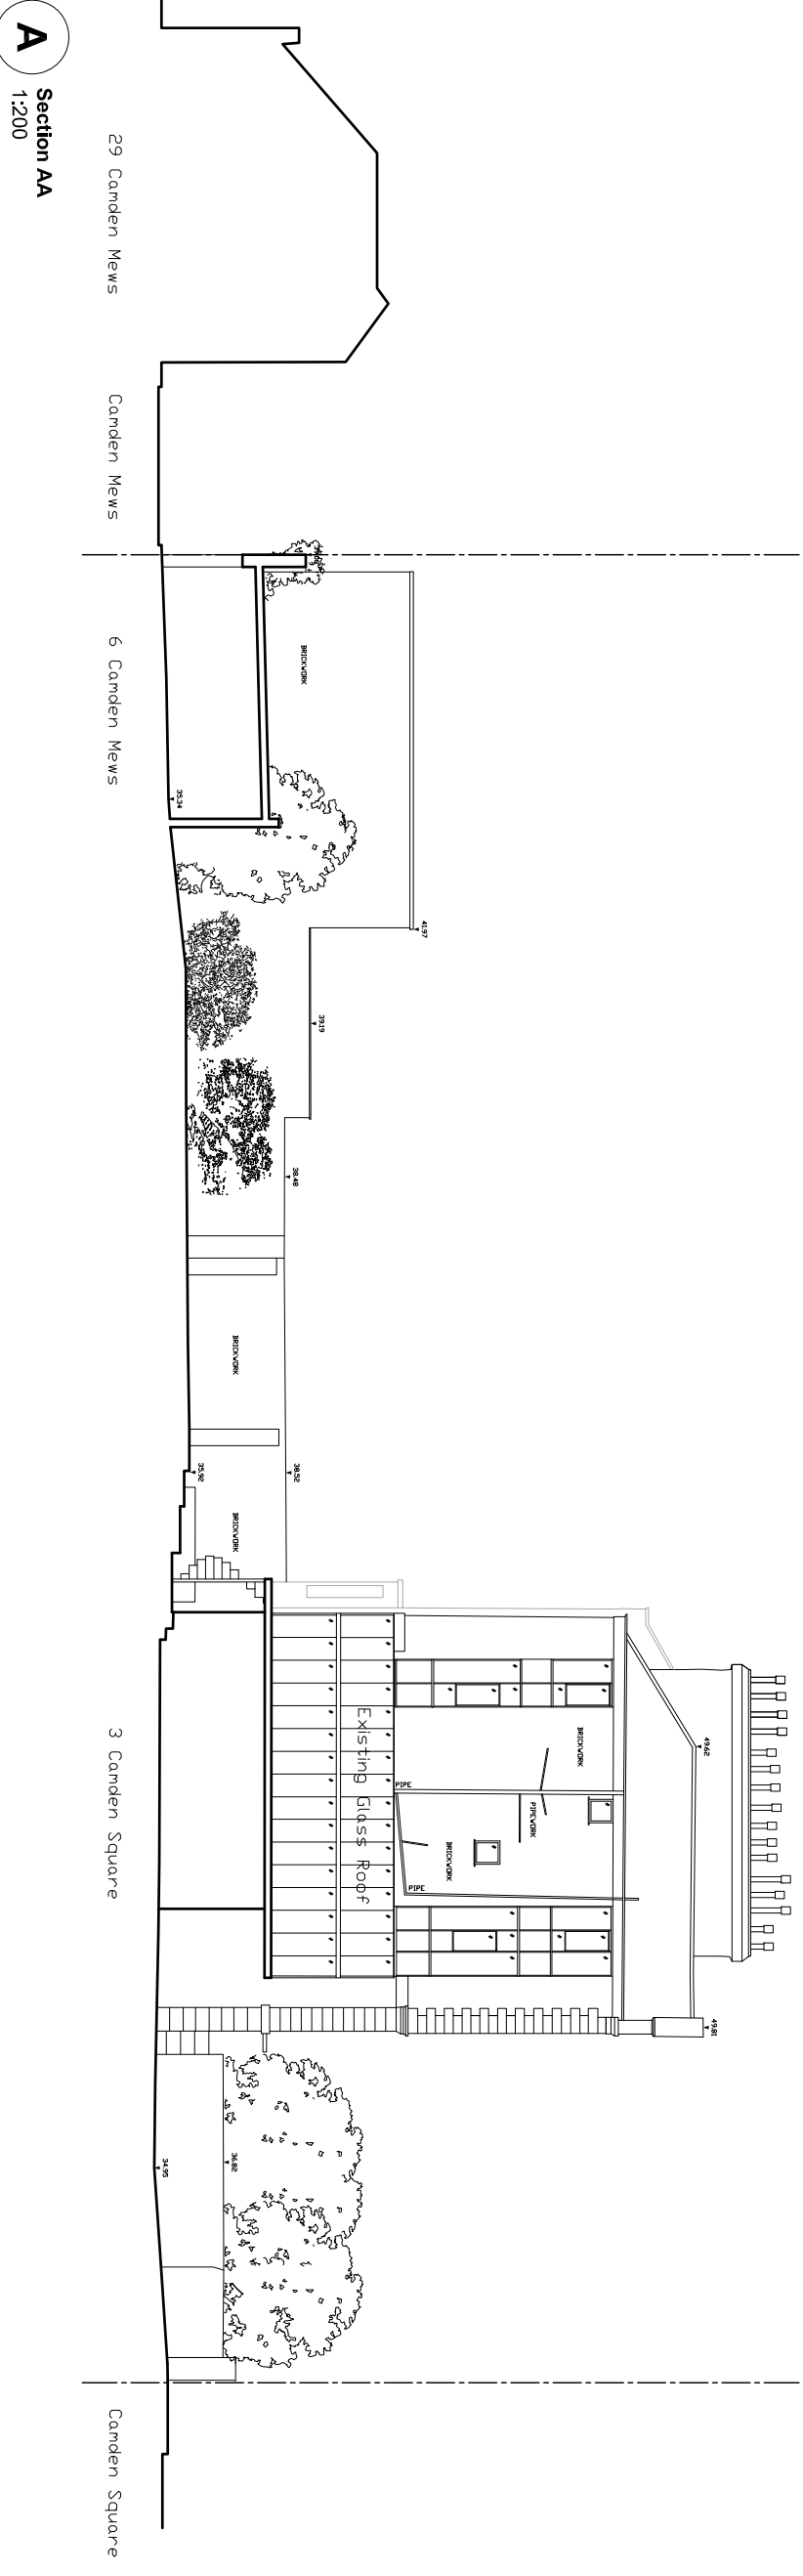 A
Section AA
1:200
29 Camden Mews
Camden Mews
6 Camden Mews
3 Camden Square
Camden Square
BRICKWORK
35.34
41.97
39.19
38.48
BRICKWORK
38.52
35.92
BRICKWORK
Existing Glass Roof
49.62
BRICKWORK
PIPE
PIPEWORK
BRICKWORK
PIPE
49.81
36.82
34.95